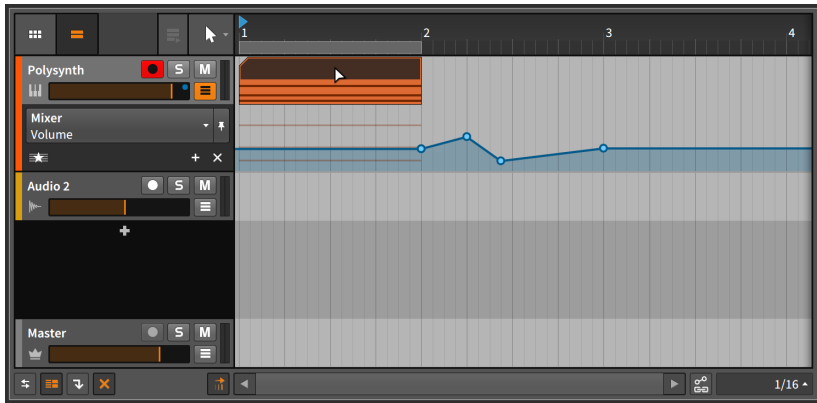 1 2 3 4
Polysynth S M
Mixer
Volume
Audio 2 S M
Master S M
1/16